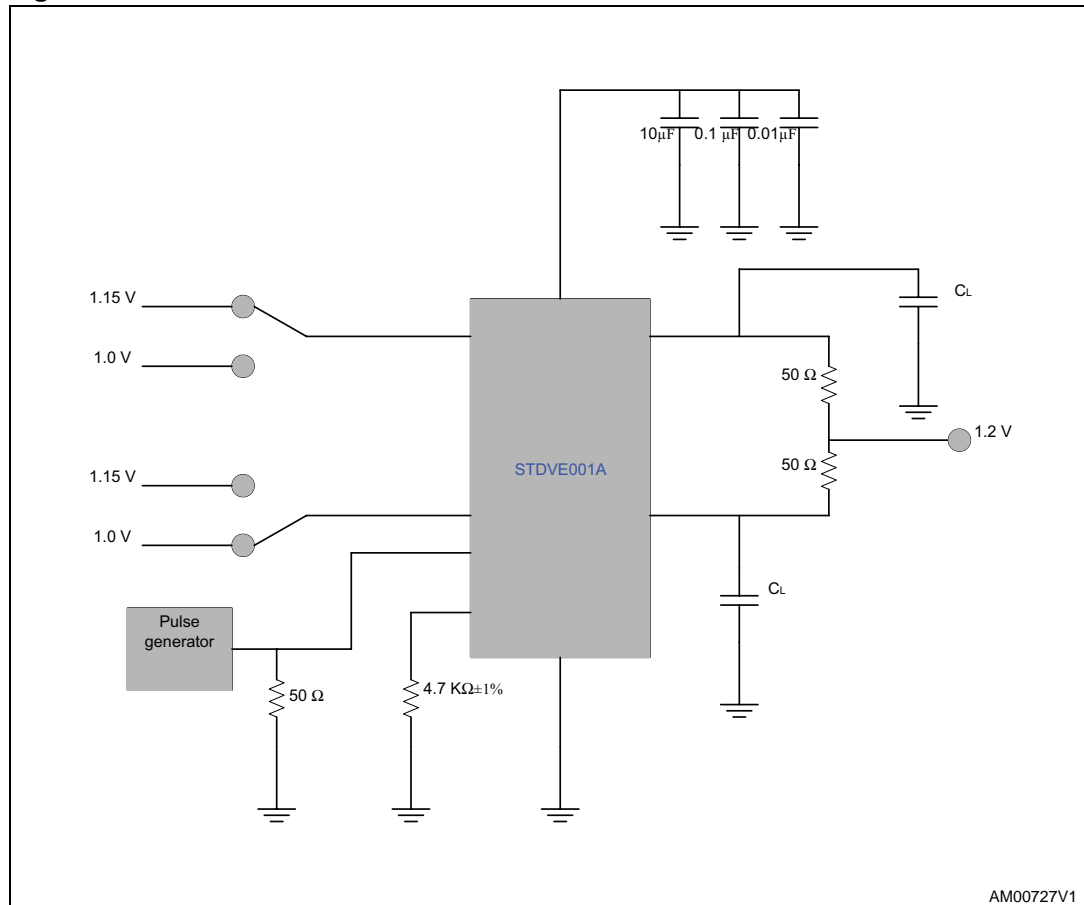 10µF 0.1 µF 0.01µF
1.15 V
CL
1.0 V
50 Ω
1.2 V
STDVE001A
50 Ω
1.15 V
1.0 V
CL
Pulse
generator
50 Ω
4.7 KΩ±1%
AM00727V1